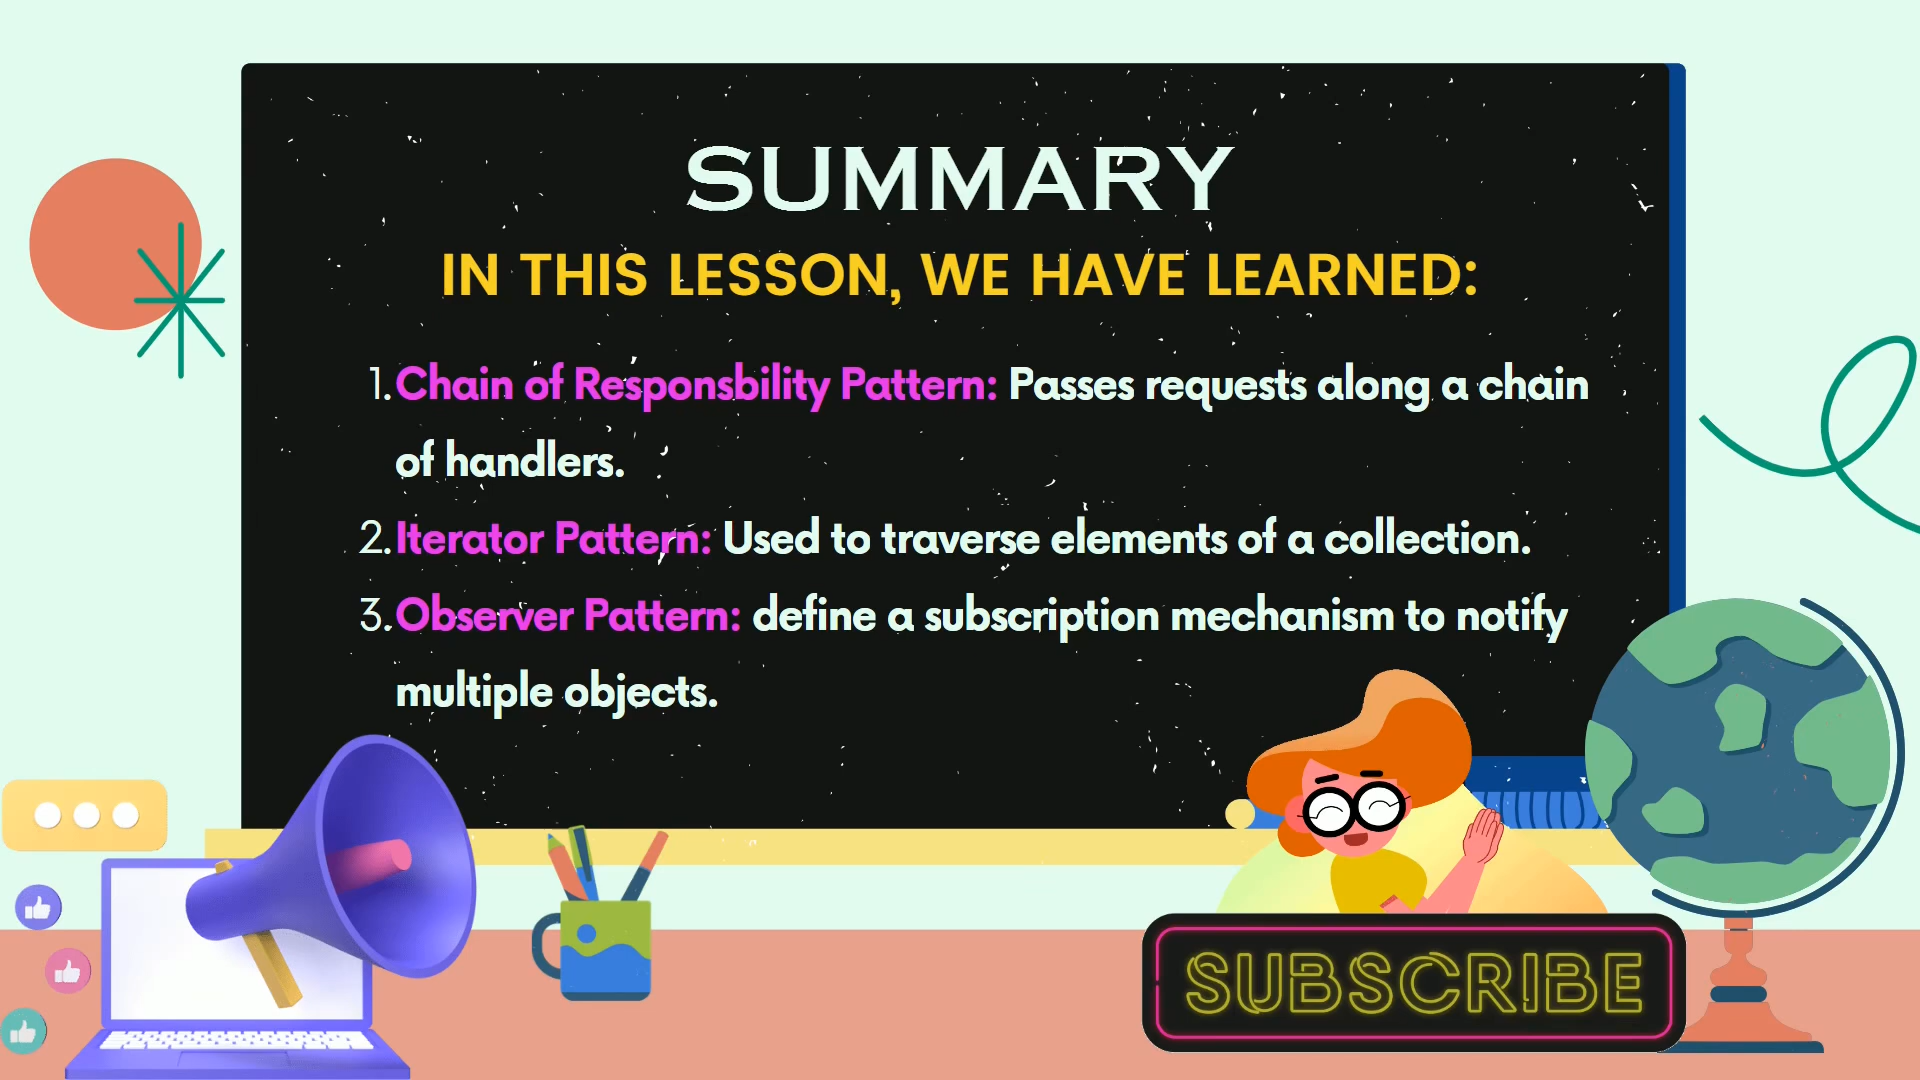 SUMMARY
IN THIS LESSON, WE HAVE LEARNED:
1. Chain of Responsbility Pattern: Passes requests along a chain
of handlers.
2. Iterator Pattern: Used to traverse elements of a collection.
3. Observer Pattern: define a subscription mechanism to notify
multiple objects.
SUBSCRIBE